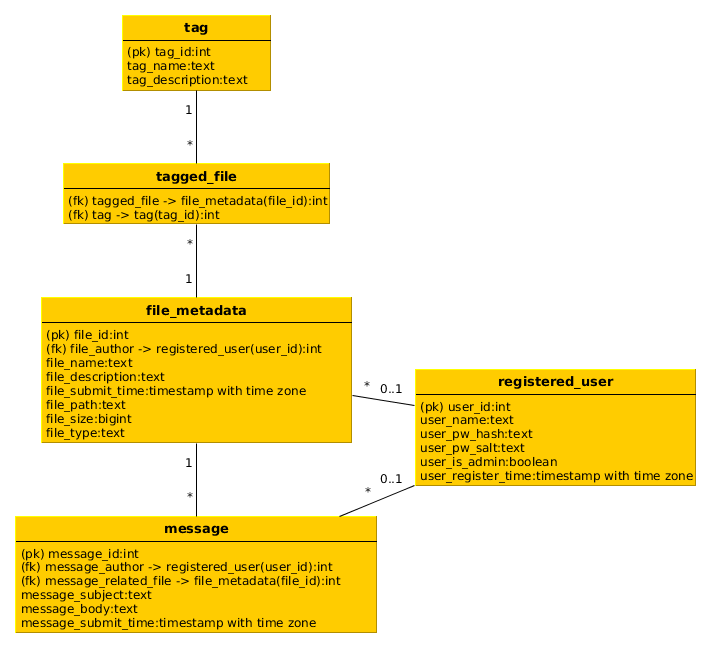 tag
(pk) tag_id:int
tag_name:text
tag_description:text
1
*
tagged_file
(fk) tagged_file -> file_metadata(file_id):int
(fk) tag -> tag(tag_id):int
*
1
file_metadata
(pk) file_id:int
(fk) file_author -> registered_user(user_id):int
file_name:text
file_description:text
file_submit_time:timestamp with time zone
file_path:text
file_size:bigint
file_type:text
* 0..1
registered_user
(pk) user_id:int
user_name:text
user_pw_hash:text
user_pw_salt:text
user_is_admin:boolean
user_register_time:timestamp with time zone
1
*
0..1
*
message
(pk) message_id:int
(fk) message_author -> registered_user(user_id):int
(fk) message_related_file -> file_metadata(file_id):int
message_subject:text
message_body:text
message_submit_time:timestamp with time zone